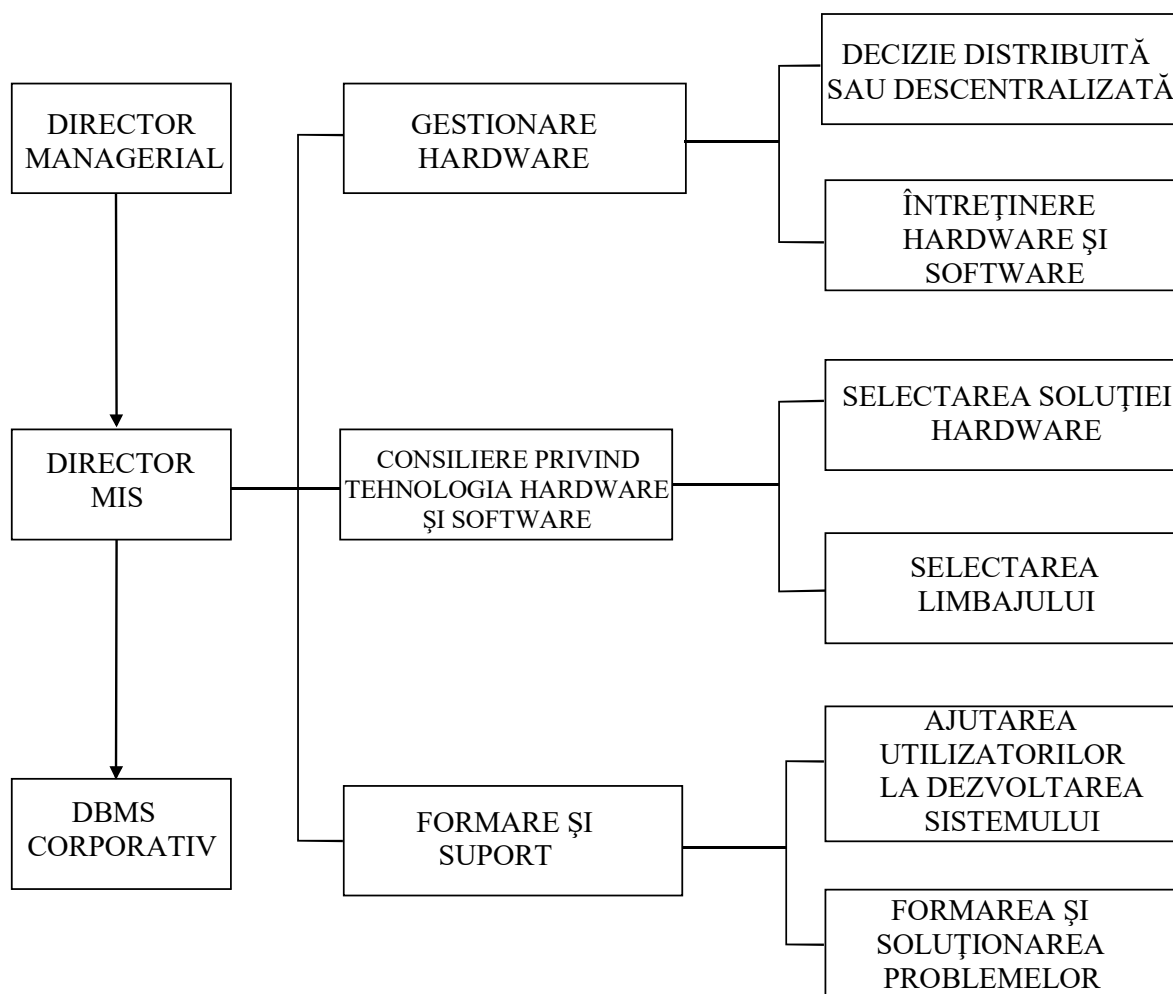 DIRECTOR
MANAGERIAL
DIRECTOR
MIS
DBMS
CORPORATIV
GESTIONARE
HARDWARE
CONSILIERE PRIVIND
TEHNOLOGIA HARDWARE
ŞI SOFTWARE
FORMARE ŞI
SUPORT
DECIZIE DISTRIBUITĂ
SAU DESCENTRALIZATĂ
ÎNTREŢINERE
HARDWARE ŞI
SOFTWARE
SELECTAREA SOLUŢIEI
HARDWARE
SELECTAREA
LIMBAJULUI
AJUTAREA
UTILIZATORILOR
LA DEZVOLTAREA
SISTEMULUI
FORMAREA ŞI
SOLUŢIONAREA
PROBLEMELOR